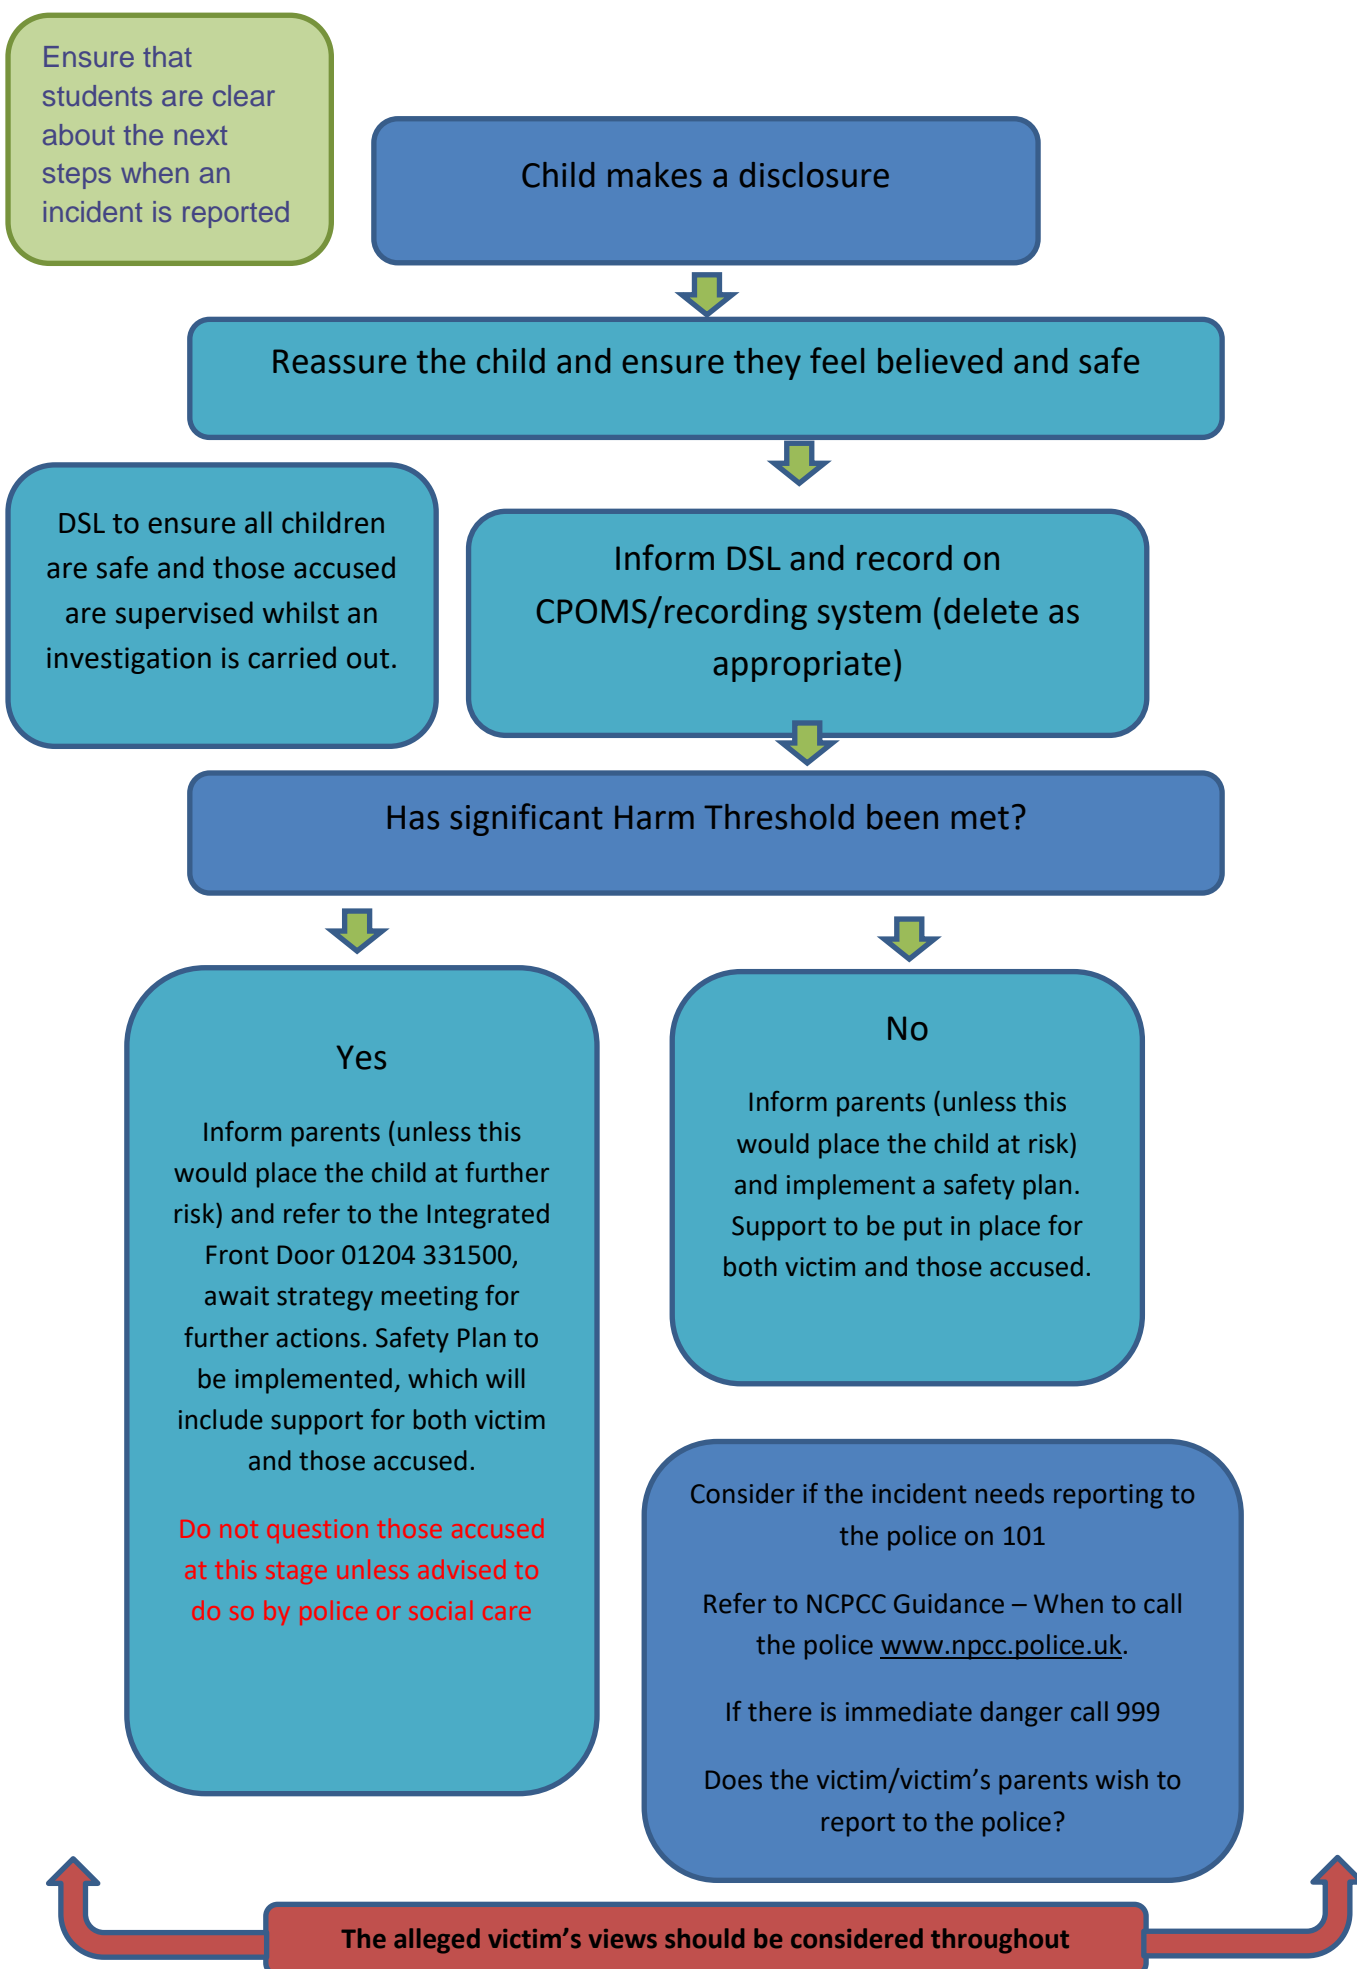 Ensure that
students are clear
about the next
steps when an
incident is reported
Child makes a disclosure
Reassure the child and ensure they feel believed and safe
DSL to ensure all children
are safe and those accused
are supervised whilst an
investigation is carried out.
Inform DSL and record on
CPOMS/recording system (delete as
appropriate)
Has significant Harm Threshold been met?
Yes
Inform parents (unless this
would place the child at further
risk) and refer to the Integrated
Front Door 01204 331500,
await strategy meeting for
further actions. Safety Plan to
be implemented, which will
include support for both victim
and those accused.
Do not question those accused
at this stage unless advised to
do so by police or social care
No
Inform parents (unless this
would place the child at risk)
and implement a safety plan.
Support to be put in place for
both victim and those accused.
Consider if the incident needs reporting to
the police on 101
Refer to NCPCC Guidance – When to call
the police www.npcc.police.uk.
If there is immediate danger call 999
Does the victim/victim’s parents wish to
report to the police?
The alleged victim’s views should be considered throughout